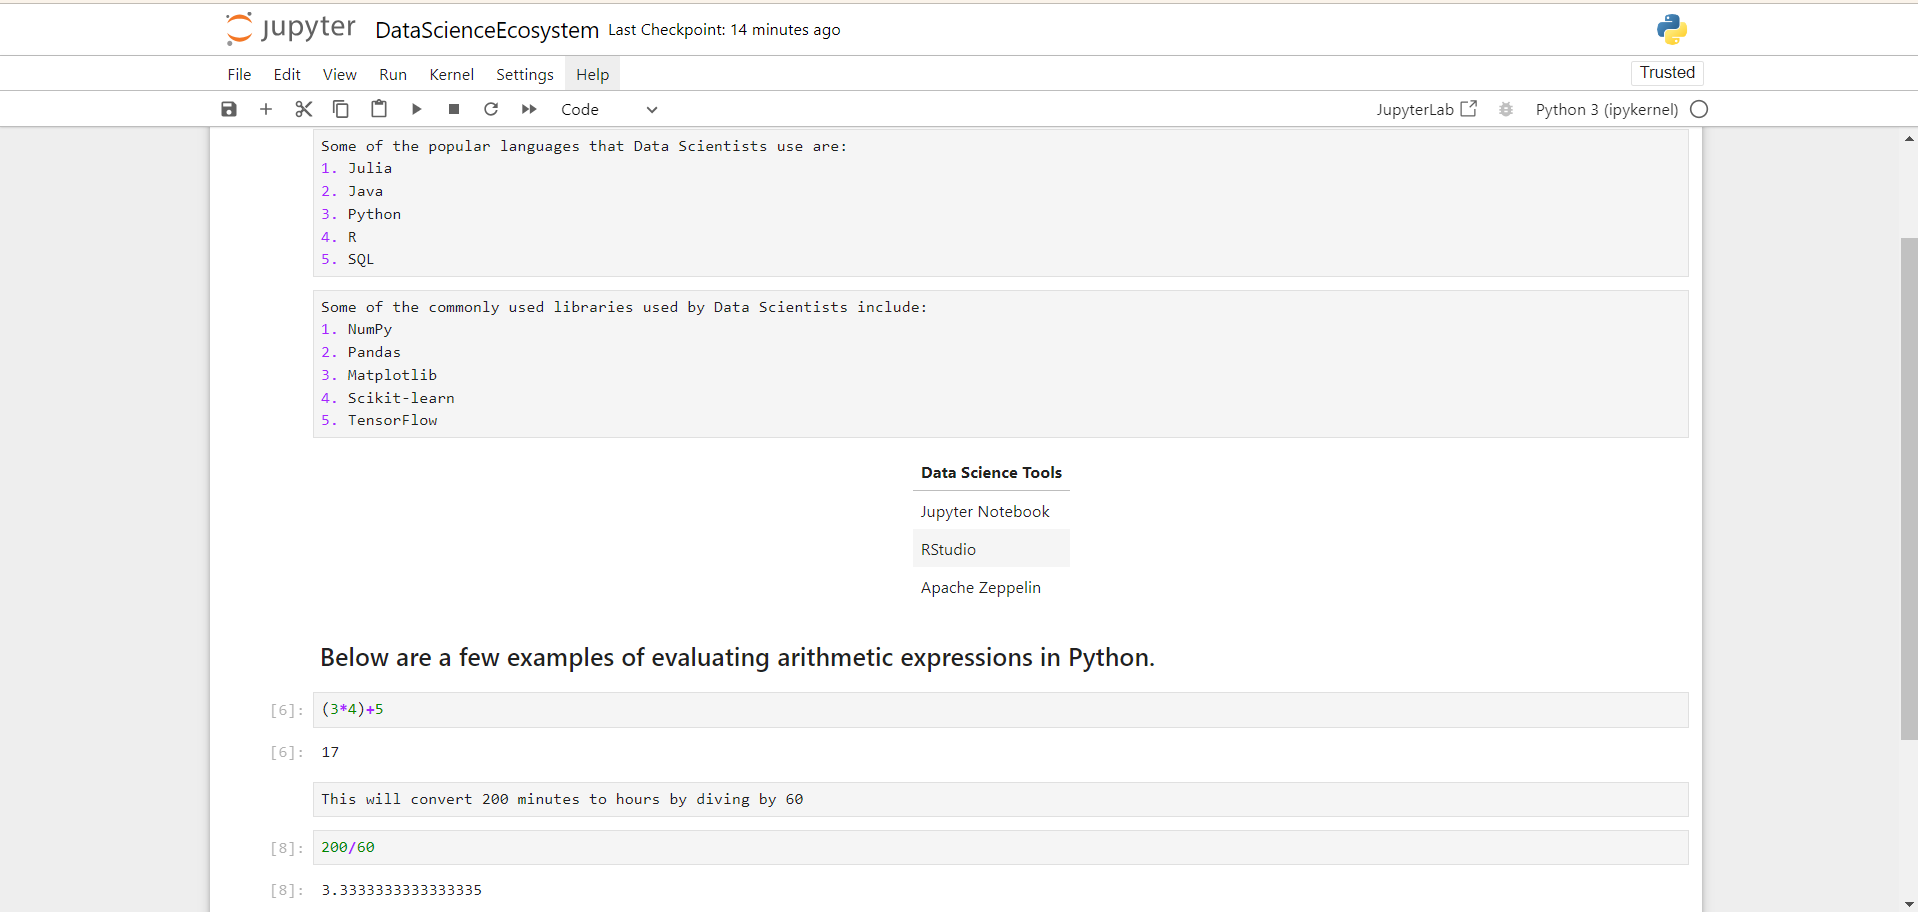 jupyter DataScienceEcosystem Last Checkpoint: 14 minutes ago
File Edit View Run Kernel Settings Help Trusted
Code JupyterLab Python 3 (ipykernel)
Some of the popular languages that Data Scientists use are:
1. Julia
2. Java
3. Python
4. R
5. SQL
Some of the commonly used libraries used by Data Scientists include:
1. NumPy
2. Pandas
3. Matplotlib
4. Scikit-learn
5. TensorFlow
Data Science Tools
Jupyter Notebook
RStudio
Apache Zeppelin
Below are a few examples of evaluating arithmetic expressions in Python.
[6]: (3*4)+5
[6]: 17
This will convert 200 minutes to hours by diving by 60
[8]: 200/60
[8]: 3.3333333333333335